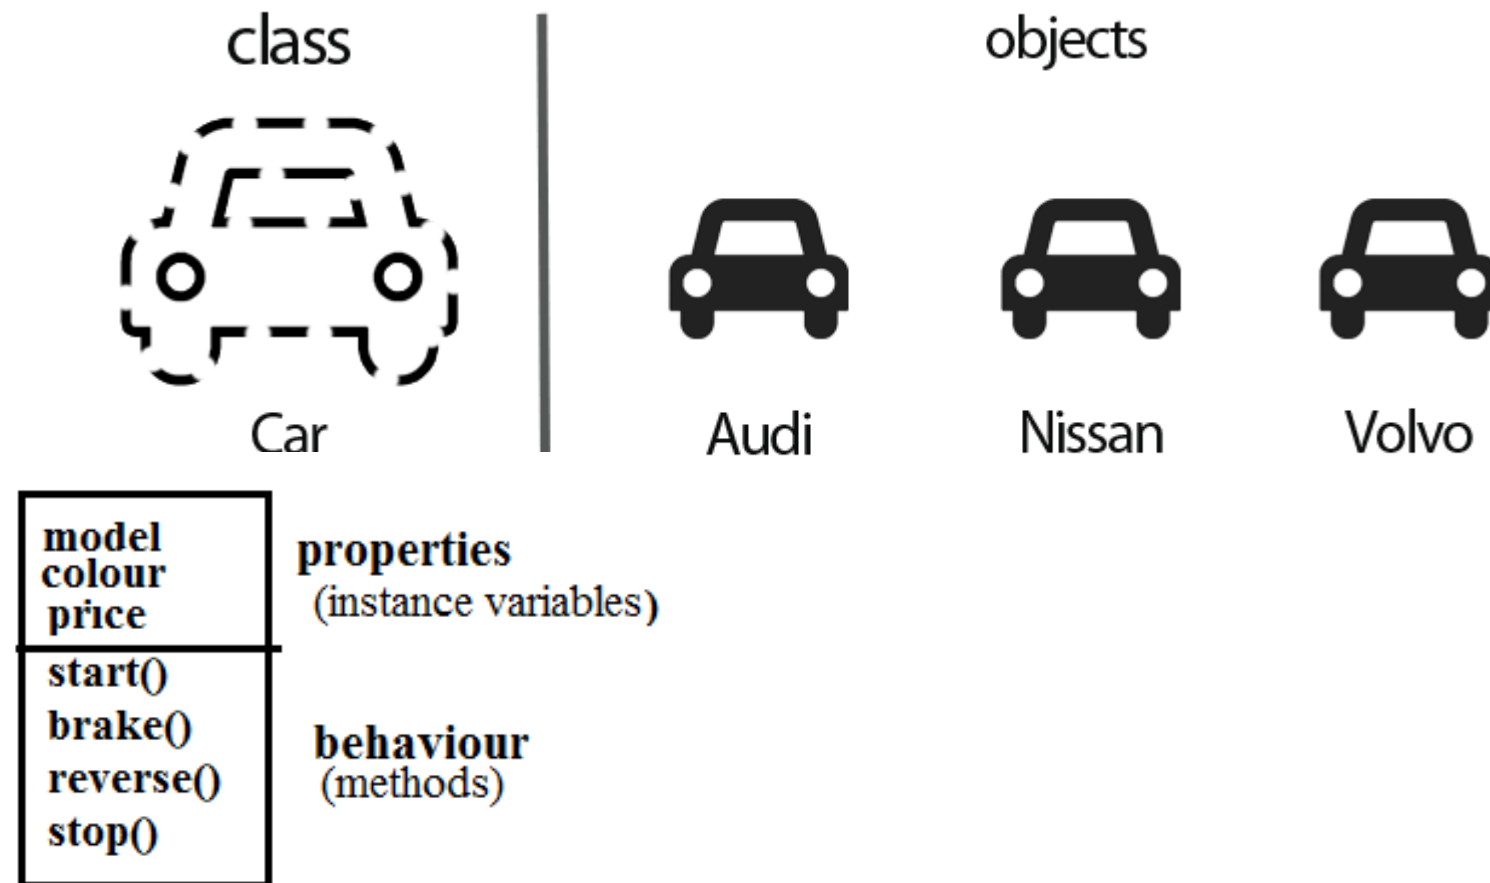 class
objects
Car
Audi
Nissan
Volvo
model
colour
price
properties
(instance variables)
start()
brake()
reverse()
stop()
behaviour
(methods)